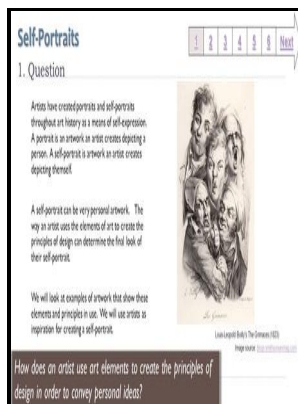 Self-Portraits
1 2 3 4 5 6 Next
1. Question
Artists have created portraits and self-portraits
throughout art history as a means of self-expression.
A portrait is an artwork an artist creates depicting a
person. A self-portrait is artwork an artist creates
depicting themself.
A self-portrait can be very personal artwork. The
way an artist uses the elements of art to create the
principles of design can determine the final look of
their self-portrait.
We will look at examples of artwork that show these
elements and principles in use. We will use artists as
inspiration for creating a self-portrait.
Louis-Leopold Boilly's The Grimaces (1823)
Image source:
How does an artist use art elements to create the principles of
design in order to convey personal ideas?